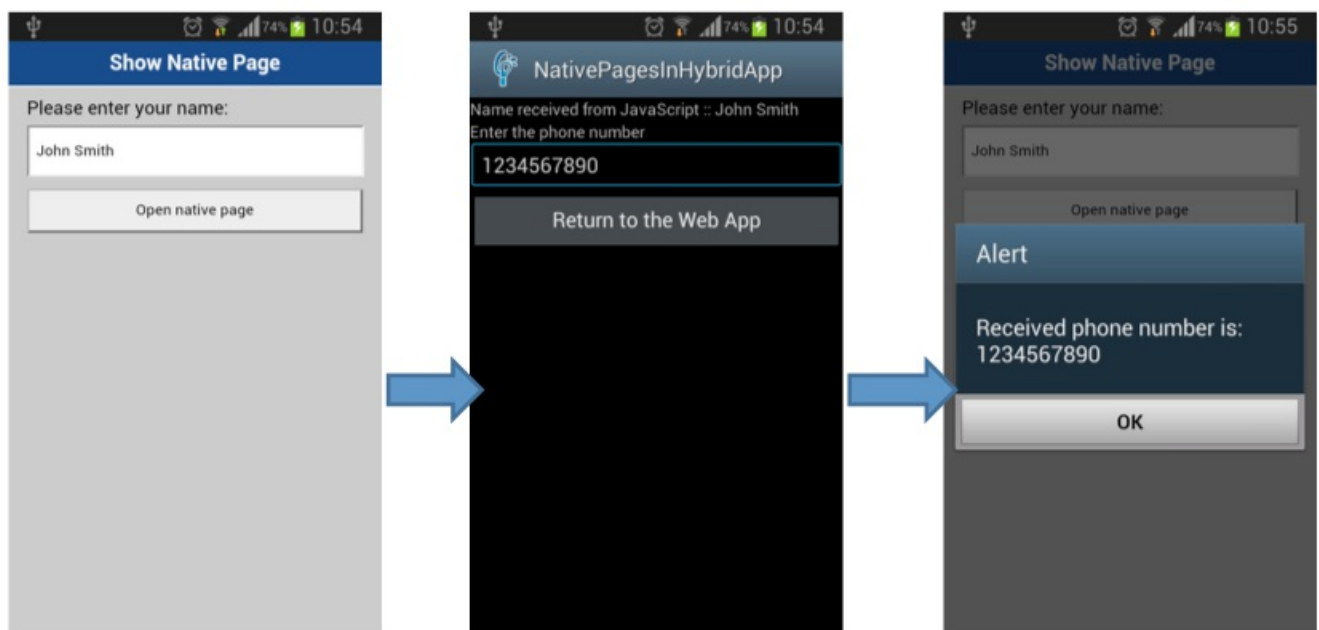 74% 10:54
Show Native Page
Please enter your name:
John Smith
Open native page
74% 10:54
NativePagesInHybridApp
Name received from JavaScript :: John Smith
Enter the phone number
1234567890
Return to the Web App
74% 10:55
Show Native Page
Please enter your name:
John Smith
Open native page
Alert
Received phone number is:
1234567890
OK